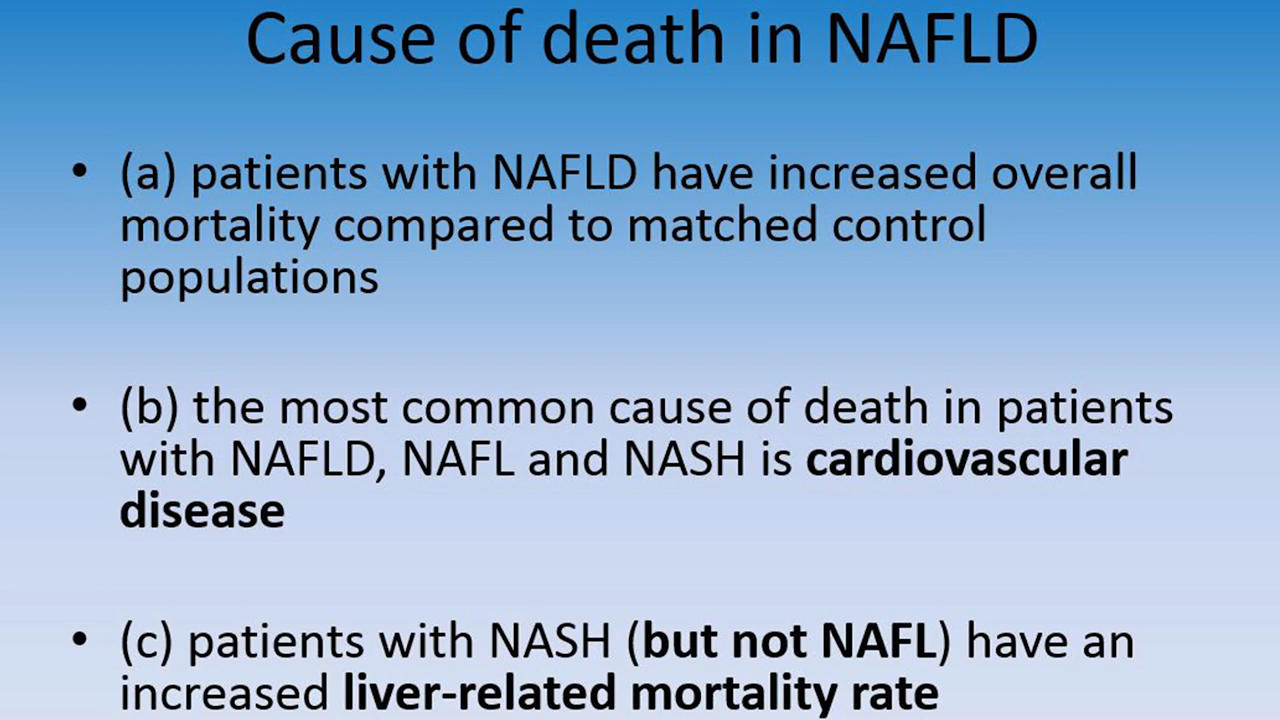 Cause of death in NAFLD
• (a) patients with NAFLD have increased overall
mortality compared to matched control
populations
• (b) the most common cause of death in patients
with NAFLD, NAFL and NASH is cardiovascular
disease
• (c) patients with NASH (but not NAFL) have an
increased liver-related mortality rate